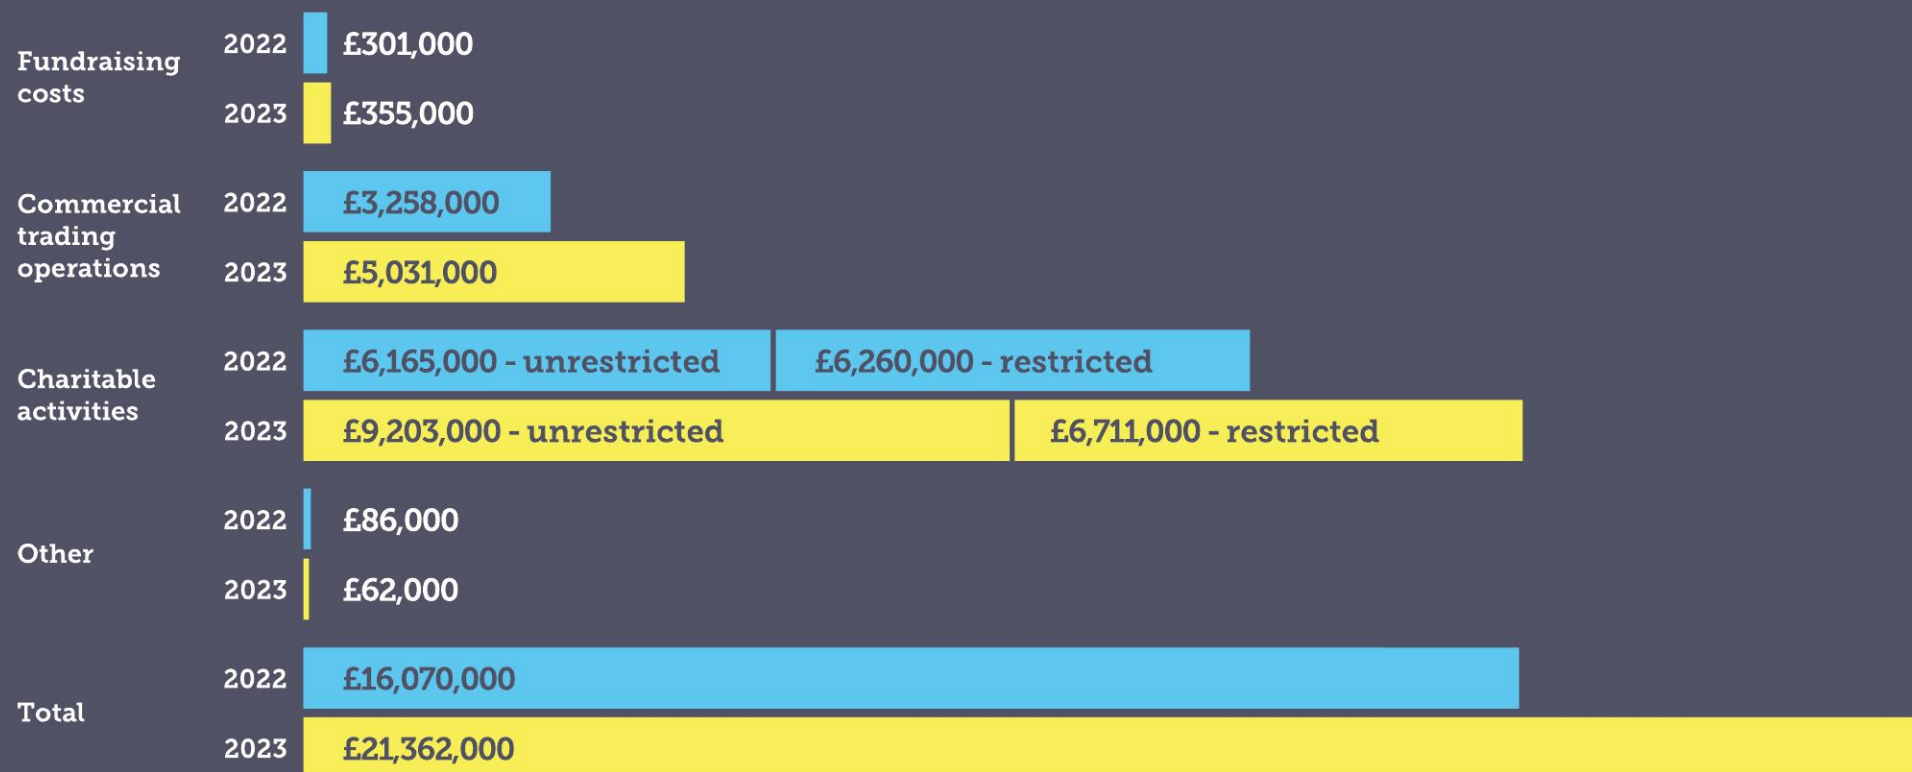 Fundraising
costs
2022 £301,000
2023 £355,000
Commercial
trading
operations
2022 £3,258,000
2023 £5,031,000
Charitable
activities
2022 £6,165,000 - unrestricted £6,260,000 - restricted
2023 £9,203,000 - unrestricted £6,711,000 - restricted
Other
2022 £86,000
2023 £62,000
Total
2022 £16,070,000
2023 £21,362,000